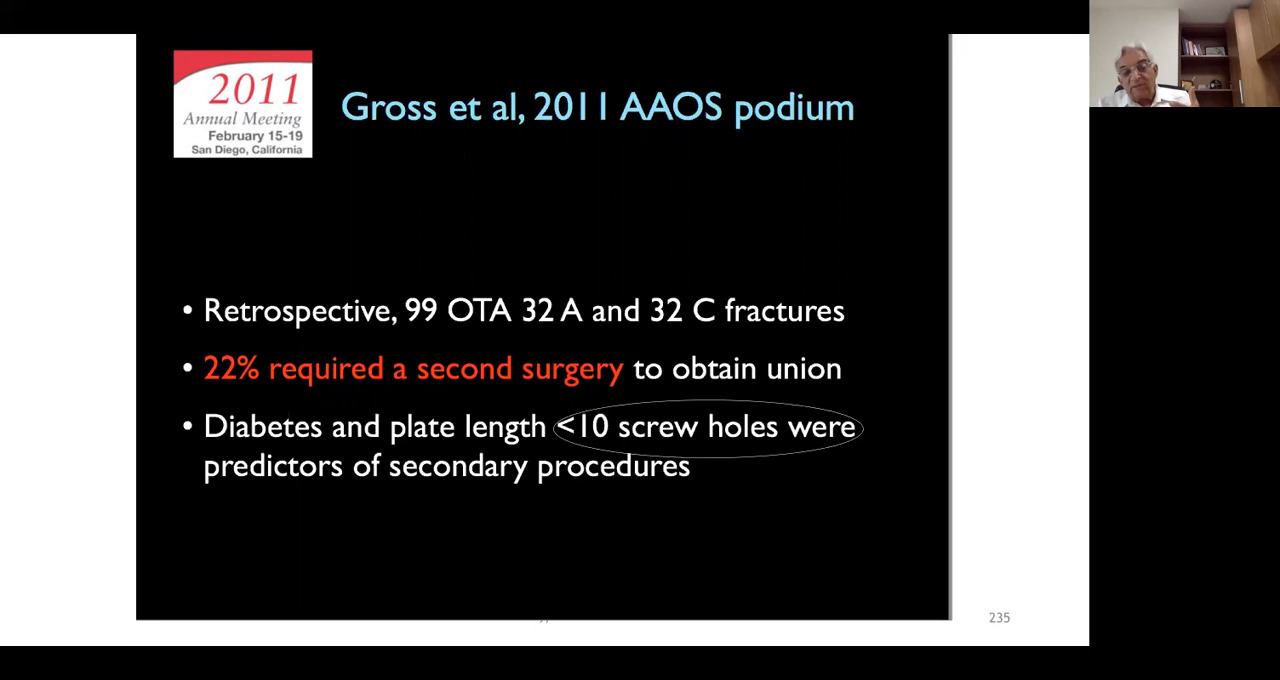 2011
Annual Meeting
February 15-19
San Diego, California
Gross et al, 2011 AAOS podium
• Retrospective, 99 OTA 32 A and 32 C fractures
• 22% required a second surgery to obtain union
• Diabetes and plate length <10 screw holes were
predictors of secondary procedures
235